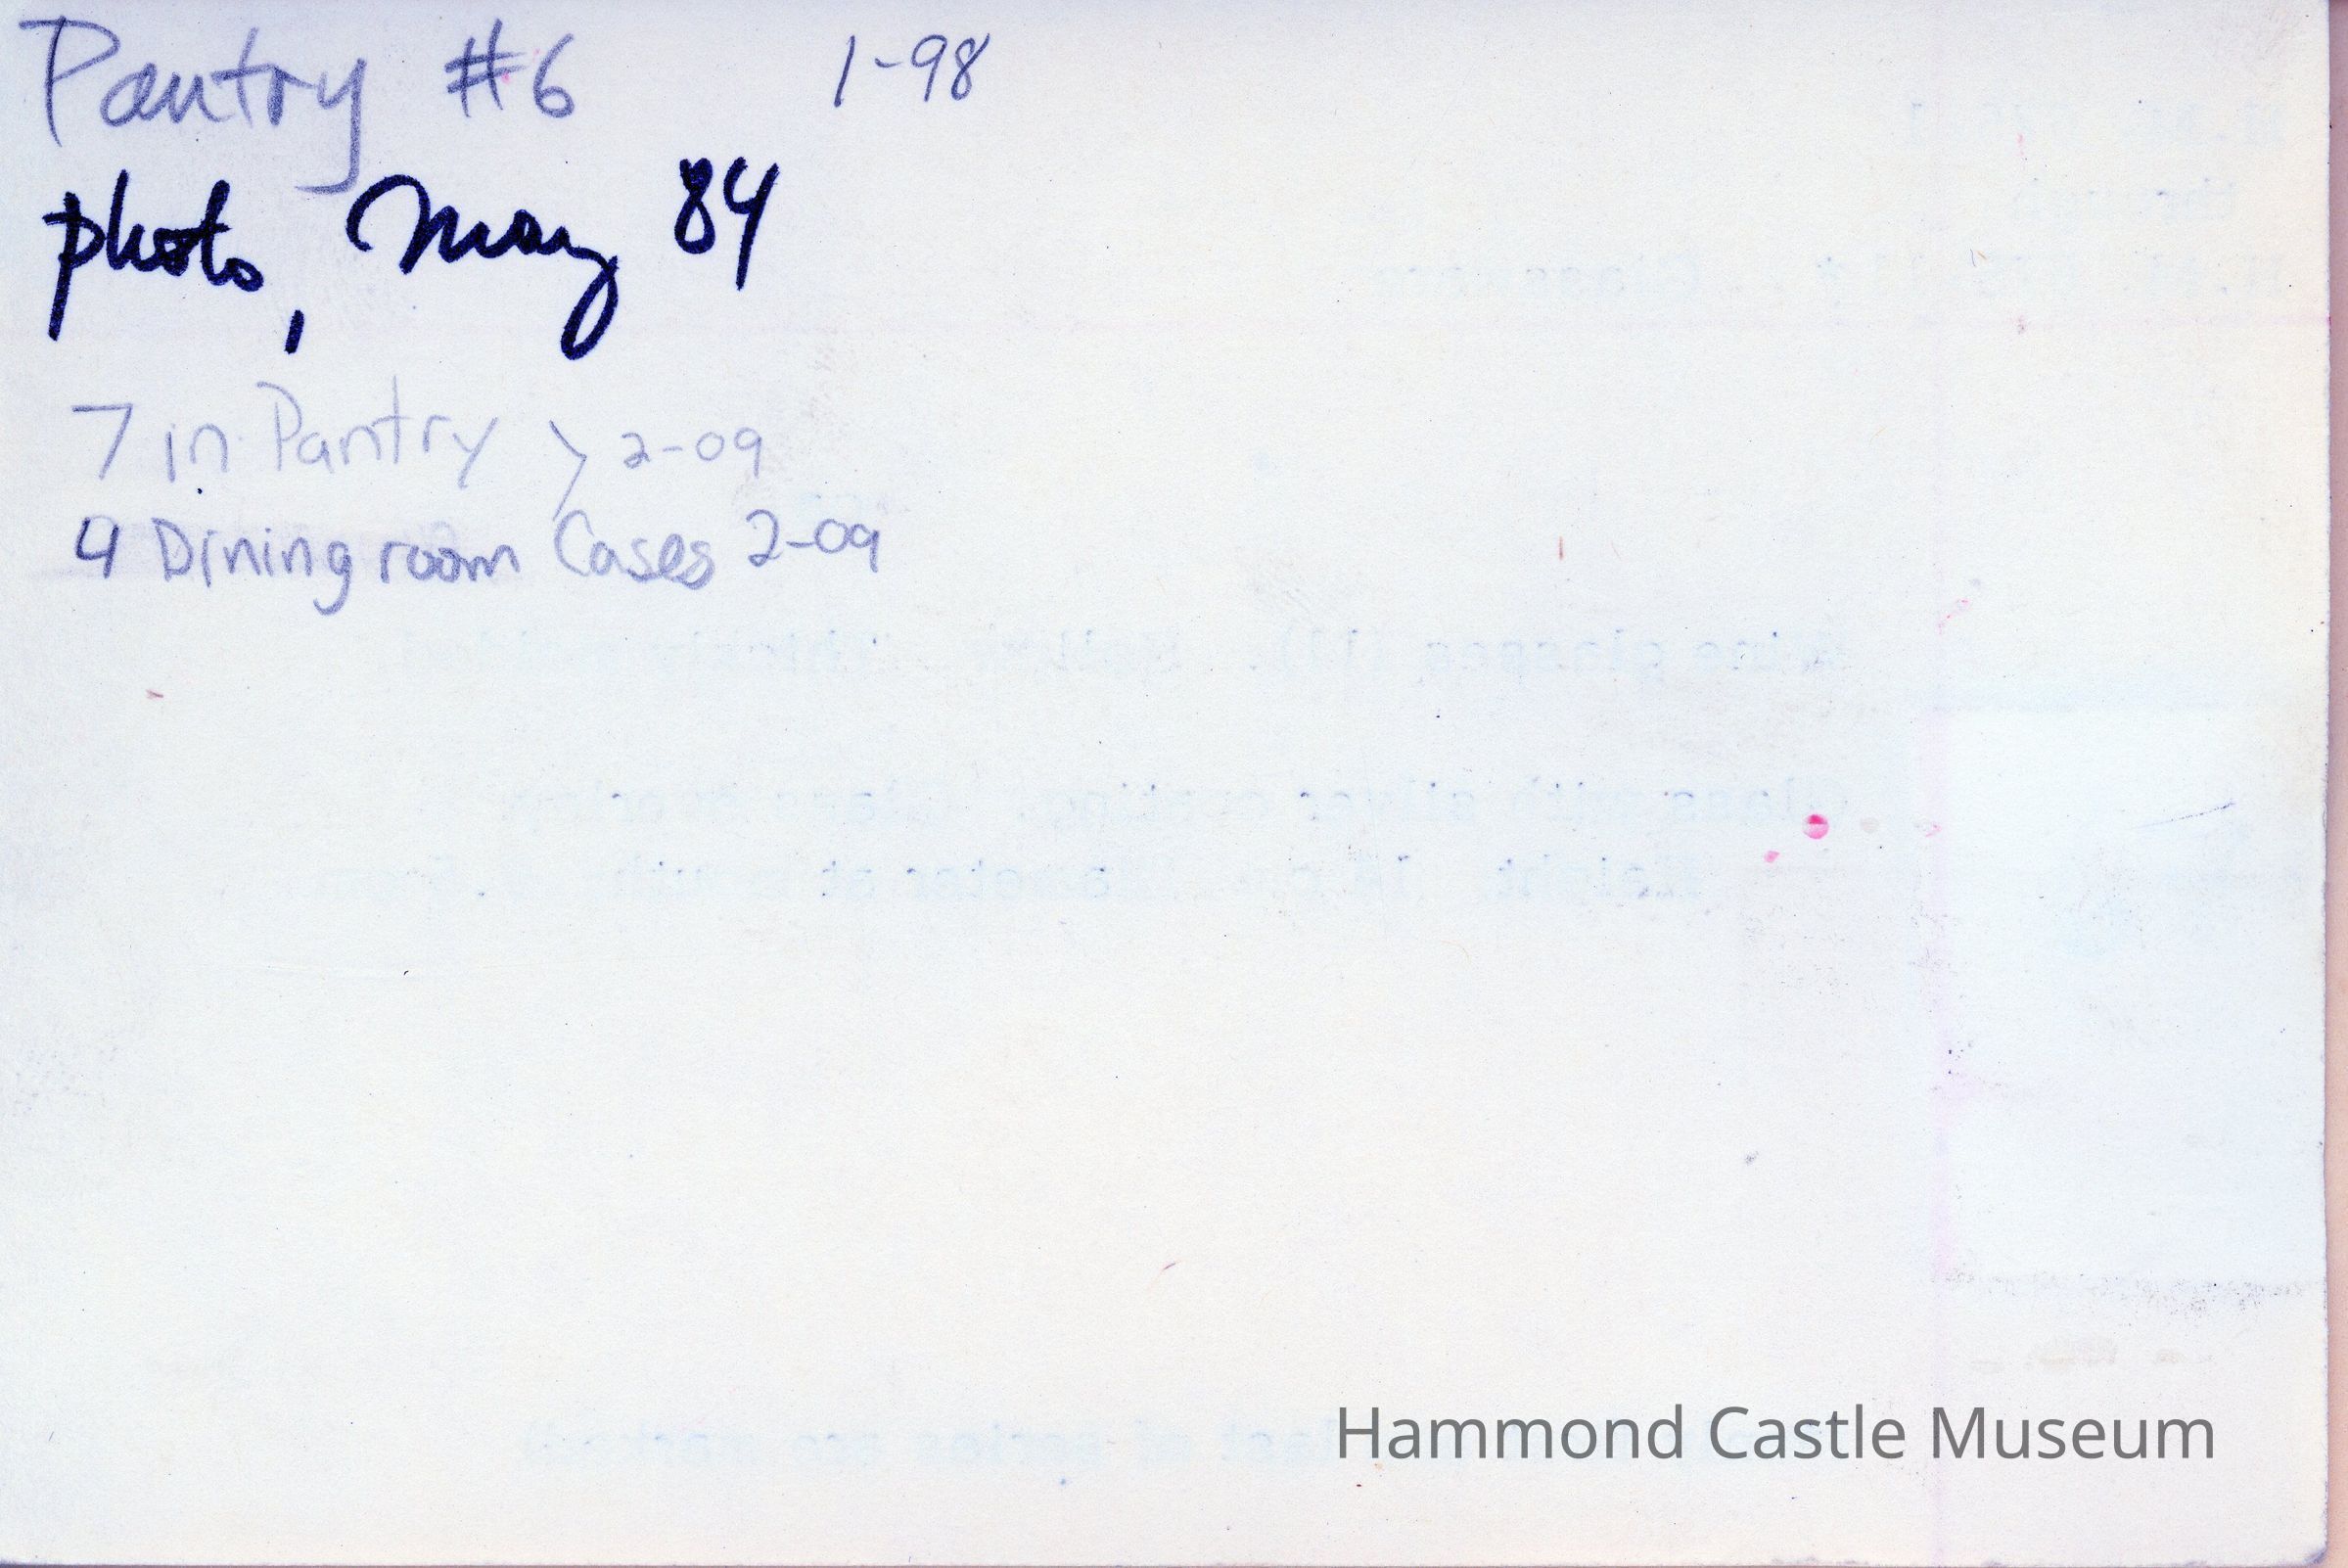 Pantry #6 1-98
photo, May 84
7 in Pantry > 2-09
4 Dining room Cases 2-09
Hammond Castle Museum